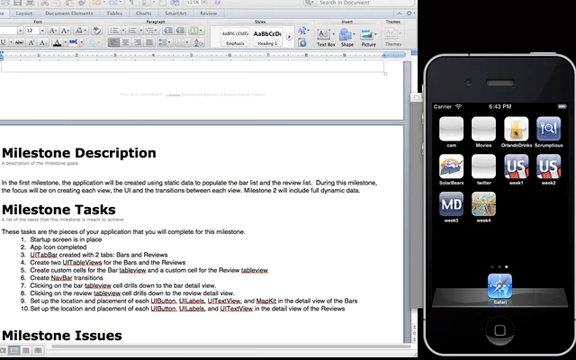 125%
Search in Document
Layout
Document Elements
Tables
Charts
SmartArt
Review
Font
Paragraph
Styles
Insert
Themes
12
AaBbCcDc
Emphasis
AaBbCcDc
Heading 1
Text Box
Shape
Picture
Themes
Milestone Description
A description of the milestone goals
In the first milestone, the application will be created using static data to populate the bar list and the review list. During this milestone,
the focus will be on creating each view, the UI and the transitions between each view. Milestone 2 will include full dynamic data.
Milestone Tasks
A list of the tasks that this milestone is meant to achieve
These tasks are the pieces of your application that you will complete for this milestone.
1. Startup screen is in place
2. App Icon completed
3. UITabBar created with 2 tabs: Bars and Reviews
4. Create two UITableViews for the Bars and the Reviews
5. Create custom cells for the Bar tableview and a custom cell for the Review tableview
6. Create NavBar transitions
7. Clicking on the bar tableview cell drills down to the bar detail view.
8. Clicking on the review tableview cell drills down to the review detail view.
9. Set up the location and placement of each UIButton, UILabels, UITextView, and MapKit in the detail view of the Bars
10. Set up the location and placement of each UIButton, UILabels, and UITextView in the detail view of the Reviews
Milestone Issues
Carrier
6:43 PM
cam
Movies
OrlandoDrinks
Scrumptious
SolarBears
twitter
US
week1
US
week2
MD
week3
week4
Safari